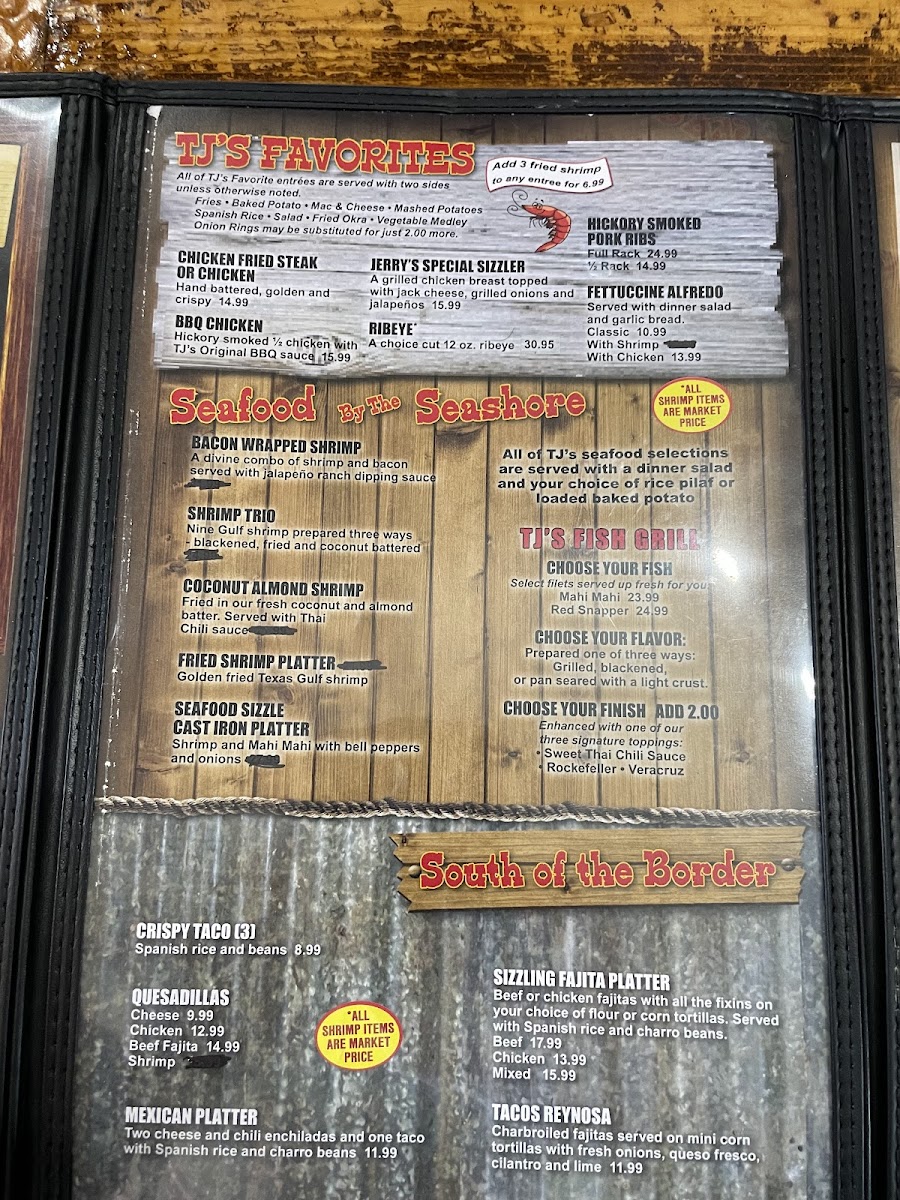 TJ'S FAVORITES
All of TJ's Favorite entrées are served with two sides
unless otherwise noted.
Fries • Baked Potato • Mac & Cheese • Mashed Potatoes
Spanish Rice • Salad • Fried Okra • Vegetable Medley
Onion Rings may be substituted for just 2.00 more.
Add 3 fried shrimp
to any entree for 6.99
CHICKEN FRIED STEAK
OR CHICKEN
Hand battered, golden and
crispy 14.99
BBQ CHICKEN
Hickory smoked ½ chicken with
TJ's Original BBQ sauce 15.99
JERRY'S SPECIAL SIZZLER
A grilled chicken breast topped
with jack cheese, grilled onions and
jalapeños 15.99
RIBEYE*
A choice cut 12 oz. ribeye 30.95
HICKORY SMOKED
PORK RIBS
Full Rack 24.99
½ Rack 14.99
FETTUCINE ALFREDO
Served with dinner salad
and garlic bread.
Classic 10.99
With Shrimp
With Chicken 13.99
Seafood By The Seashore
*ALL
SHRIMP ITEMS
ARE MARKET
PRICE
BACON WRAPPED SHRIMP
A divine combo of shrimp and bacon
served with jalapeño ranch dipping sauce
SHRIMP TRIO
Nine Gulf shrimp prepared three ways
- blackened, fried and coconut battered
COCONUT ALMOND SHRIMP
Fried in our fresh coconut and almond
batter. Served with Thai
Chili sauce
FRIED SHRIMP PLATTER
Golden fried Texas Gulf shrimp
SEAFOOD SIZZLE
CAST IRON PLATTER
Shrimp and Mahi Mahi with bell peppers
and onions
All of TJ's seafood selections
are served with a dinner salad
and your choice of rice pilaf or
loaded baked potato
TJ'S FISH GRILL
CHOOSE YOUR FISH
Select filets served up fresh for you:
Mahi Mahi 23.99
Red Snapper 24.99
CHOOSE YOUR FLAVOR:
Prepared one of three ways:
Grilled, blackened,
or pan seared with a light crust.
CHOOSE YOUR FINISH ADD 2.00
Enhanced with one of our
three signature toppings:
• Sweet Thai Chili Sauce
• Rockefeller • Veracruz
South of the Border
CRISPY TACO (3)
Spanish rice and beans 8.99
QUESADILLAS
Cheese 9.99
Chicken 12.99
Beef Fajita 14.99
Shrimp
*ALL
SHRIMP ITEMS
ARE MARKET
PRICE
MEXICAN PLATTER
Two cheese and chili enchiladas and one taco
with Spanish rice and charro beans 11.99
SIZZLING FAJITA PLATTER
Beef or chicken fajitas with all the fixins on
your choice of flour or corn tortillas. Served
with Spanish rice and charro beans.
Beef 17.99
Chicken 13.99
Mixed 15.99
TACOS REYNOSA
Charbroiled fajitas served on mini corn
tortillas with fresh onions, queso fresco,
cilantro and lime 11.99